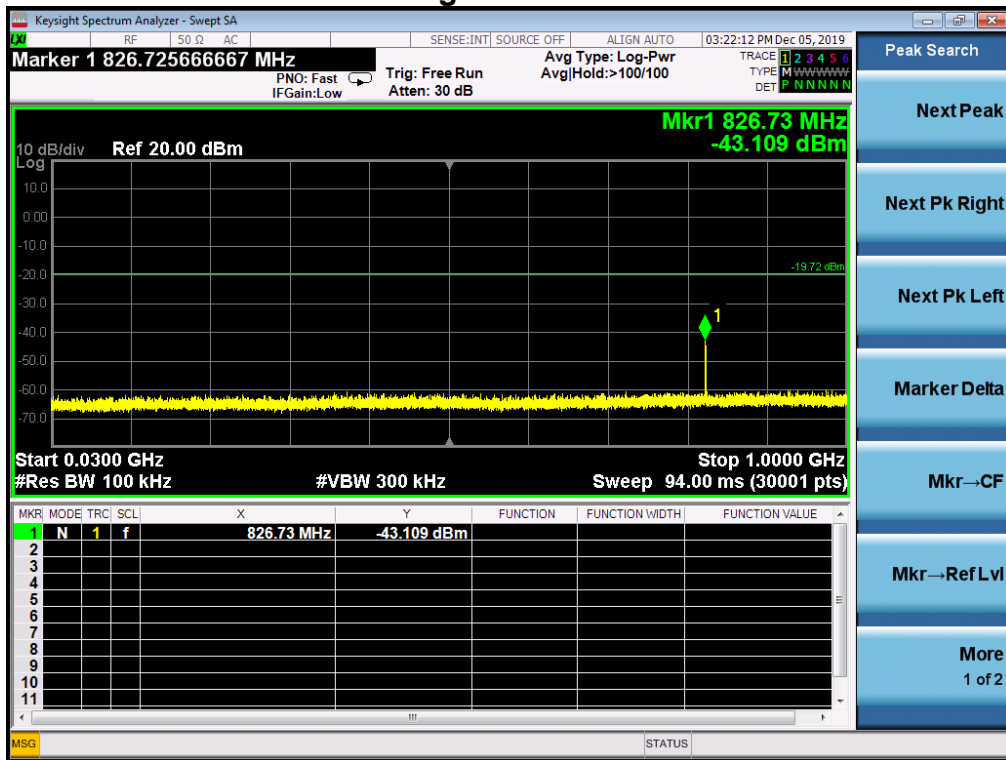 Keysight Spectrum Analyzer - Swept SA
LXI RF 50 Ω AC SENSE:INT SOURCE OFF ALIGN AUTO 03:22:12 PM Dec 05, 2019
Marker 1 826.725666667 MHz
PNO: Fast
IFGain:Low
Trig: Free Run
Atten: 30 dB
Avg Type: Log-Pwr
Avg|Hold:>100/100
TRACE 1 2 3 4 5 6
TYPE M WWWWW
DET P N N N N N
Mkr1 826.73 MHz
-43.109 dBm
10 dB/div Ref 20.00 dBm
Log
10.0
0.00
-10.0
-20.0
-19.72 dBm
-30.0
1
-40.0
-50.0
-60.0
-70.0
Start 0.0300 GHz Stop 1.0000 GHz
#Res BW 100 kHz #VBW 300 kHz Sweep 94.00 ms (30001 pts)
MKR MODE TRC SCL X Y FUNCTION FUNCTION WIDTH FUNCTION VALUE
1 N 1 f 826.73 MHz -43.109 dBm
2
3
4
5
6
7
8
9
10
11
MSG STATUS
Peak Search
Next Peak
Next Pk Right
Next Pk Left
Marker Delta
Mkr→CF
Mkr→Ref Lvl
More
1 of 2